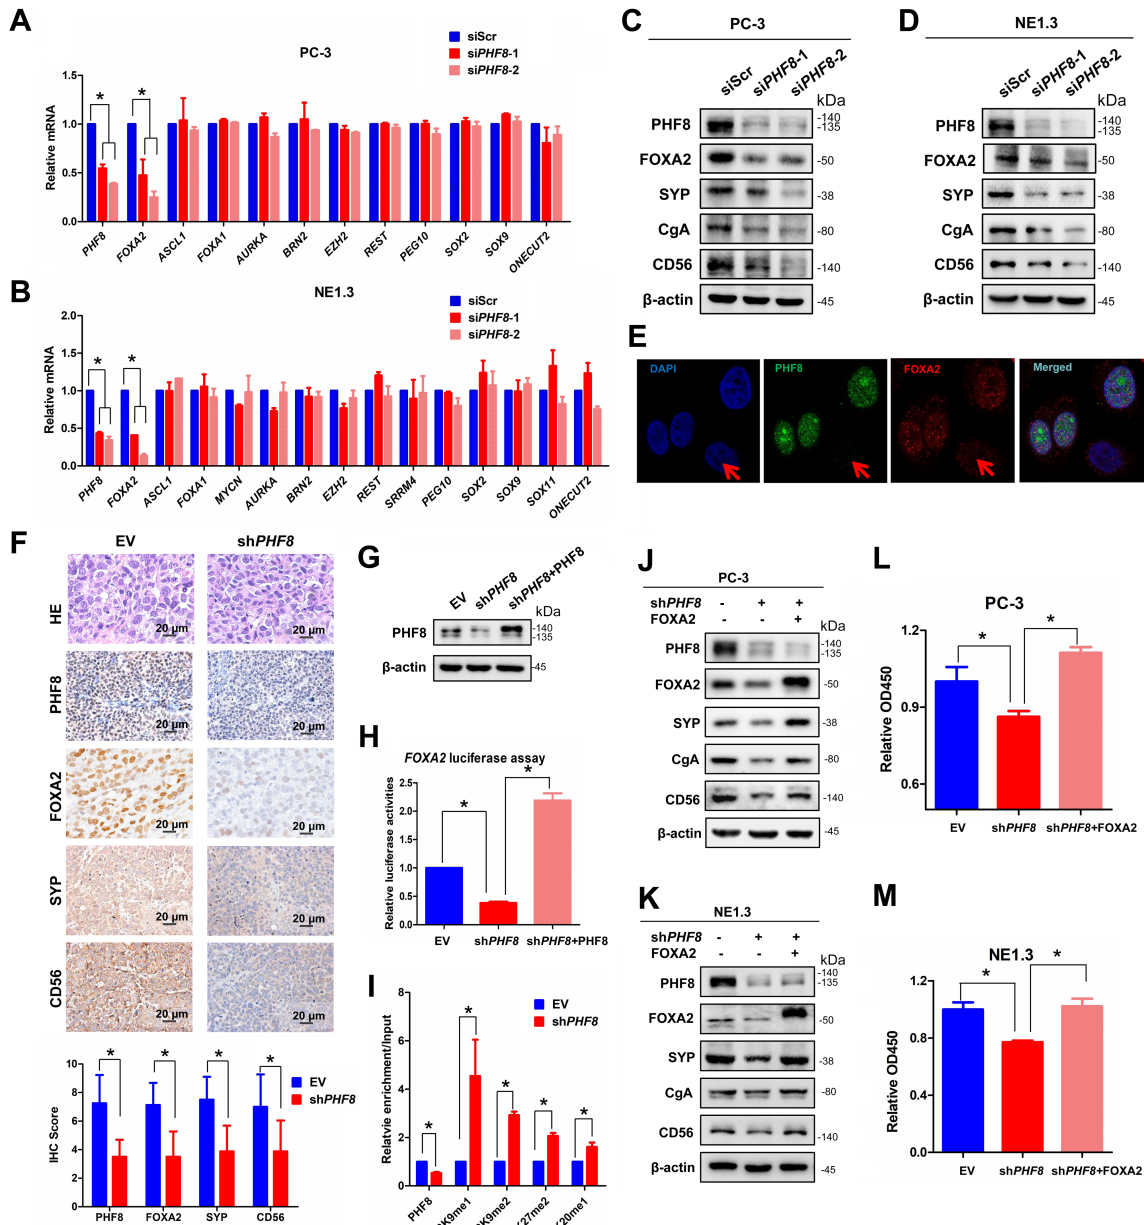 A
PC-3
siScr
siPHF8-1
siPHF8-2
Relative mRNA
1.5
1.0
0.5
0.0
*
*
PHF8
FOXA2
ASCL1
FOXA1
AURKA
BRN2
EZH2
REST
PEG10
SOX2
SOX9
ONECUT2
B
NE1.3
siScr
siPHF8-1
siPHF8-2
Relative mRNA
2.0
1.5
1.0
0.5
0.0
*
*
PHF8
FOXA2
ASCL1
FOXA1
MYCN
AURKA
BRN2
EZH2
REST
SRRM4
PEG10
SOX2
SOX9
SOX11
ONECUT2
C
PC-3
siScr
siPHF8-1
siPHF8-2
kDa
PHF8
-140
-135
FOXA2
-50
SYP
-38
CgA
-80
CD56
-140
β-actin
-45
D
NE1.3
siScr
siPHF8-1
siPHF8-2
kDa
PHF8
-140
-135
FOXA2
-50
SYP
-38
CgA
-80
CD56
-140
β-actin
-45
E
DAPI
PHF8
FOXA2
Merged
F
EV
shPHF8
HE
20 µm
20 µm
PHF8
20 µm
20 µm
FOXA2
20 µm
20 µm
SYP
20 µm
20 µm
CD56
20 µm
20 µm
EV
shPHF8
IHC Score
10
8
6
4
2
0
*
*
*
*
PHF8
FOXA2
SYP
CD56
G
EV
shPHF8
shPHF8+PHF8
kDa
PHF8
-140
-135
β-actin
-45
H
FOXA2 luciferase assay
Relative luciferase activities
2.5
2.0
1.5
1.0
0.5
0.0
*
*
EV
shPHF8
shPHF8+PHF8
I
EV
shPHF8
Relatvie enrichment/Input
8
6
4
2
0
*
*
*
*
*
PHF8
K9me1
K9me2
27me2
20me1
J
PC-3
shPHF8 - + +
FOXA2 - - +
kDa
PHF8
-140
-135
FOXA2
-50
SYP
-38
CgA
-80
CD56
-140
β-actin
-45
K
NE1.3
shPHF8 - + +
FOXA2 - - +
kDa
PHF8
-140
-135
FOXA2
-50
SYP
-38
CgA
-80
CD56
-140
β-actin
-45
L
PC-3
Relative OD450
1.2
0.9
0.6
*
*
EV
shPHF8
shPHF8+FOXA2
M
NE1.3
Relative OD450
1.2
1.0
0.8
0.6
0.4
*
*
EV
shPHF8
shPHF8+FOXA2